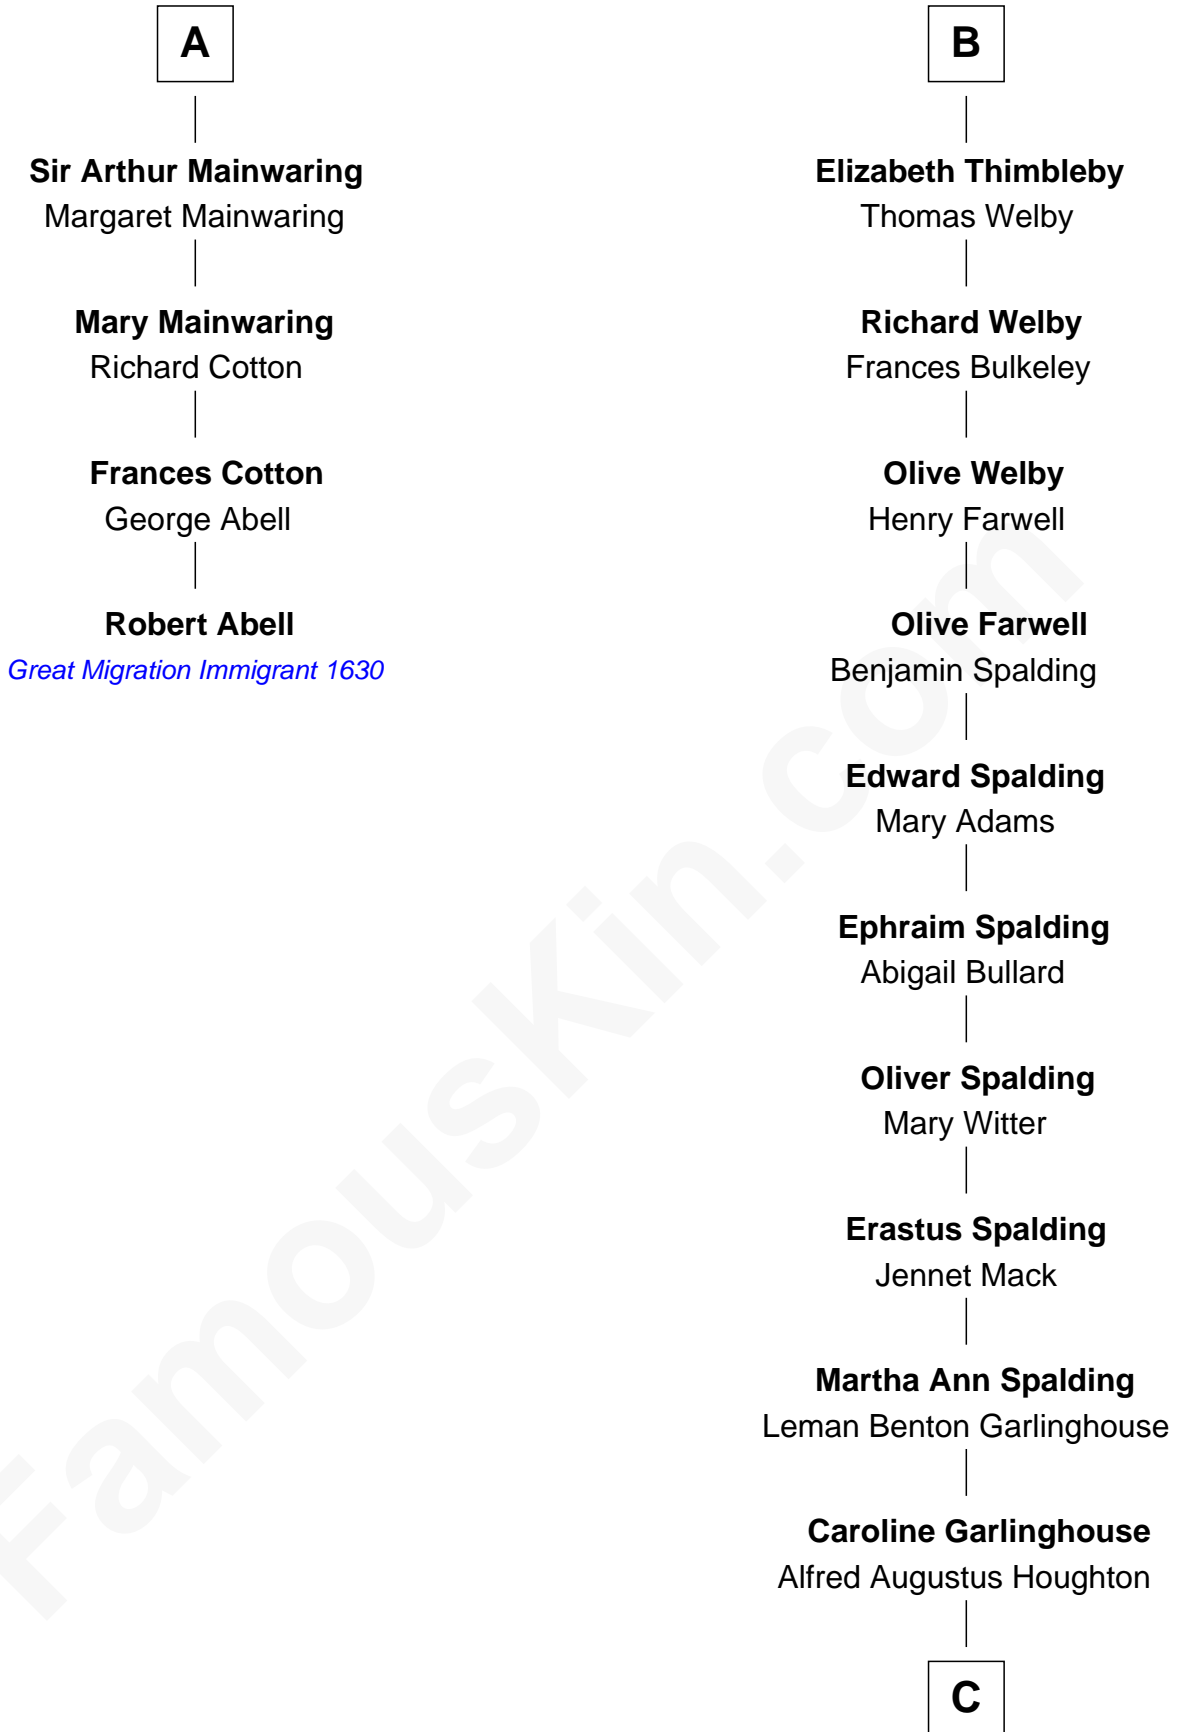 A
Sir Arthur Mainwaring
Margaret Mainwaring
Mary Mainwaring
Richard Cotton
Frances Cotton
George Abell
Robert Abell
Great Migration Immigrant 1630
B
Elizabeth Thimbleby
Thomas Welby
Richard Welby
Frances Bulkeley
Olive Welby
Henry Farwell
Olive Farwell
Benjamin Spalding
Edward Spalding
Mary Adams
Ephraim Spalding
Abigail Bullard
Oliver Spalding
Mary Witter
Erastus Spalding
Jennet Mack
Martha Ann Spalding
Leman Benton Garlinghouse
Caroline Garlinghouse
Alfred Augustus Houghton
C
FamousKin.com